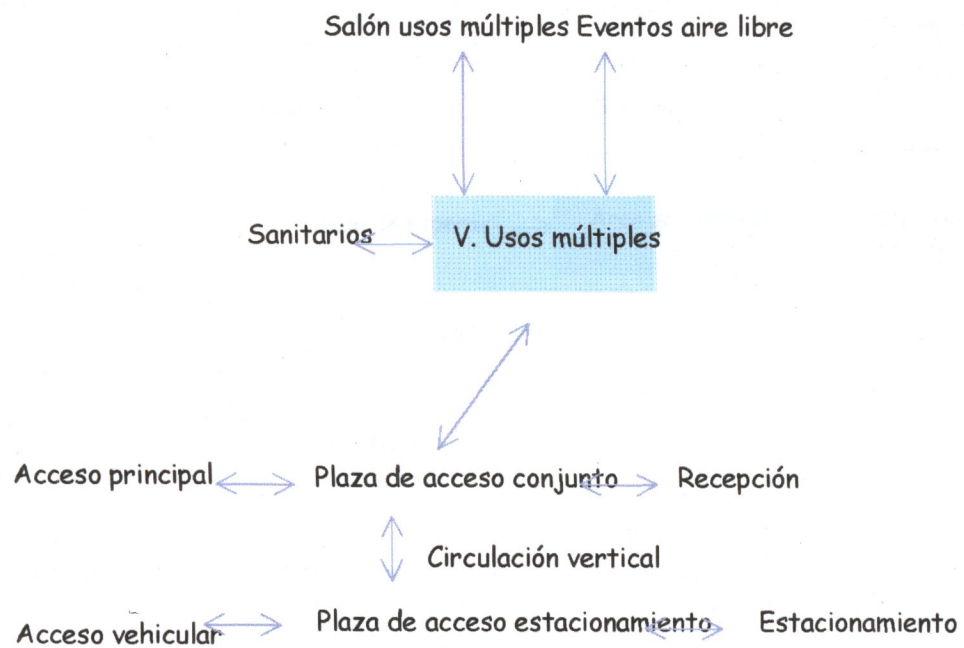 Salón usos múltiples Eventos aire libre
Sanitarios V. Usos múltiples
Acceso principal Plaza de acceso conjunto Recepción
Circulación vertical
Acceso vehicular Plaza de acceso estacionamiento Estacionamiento